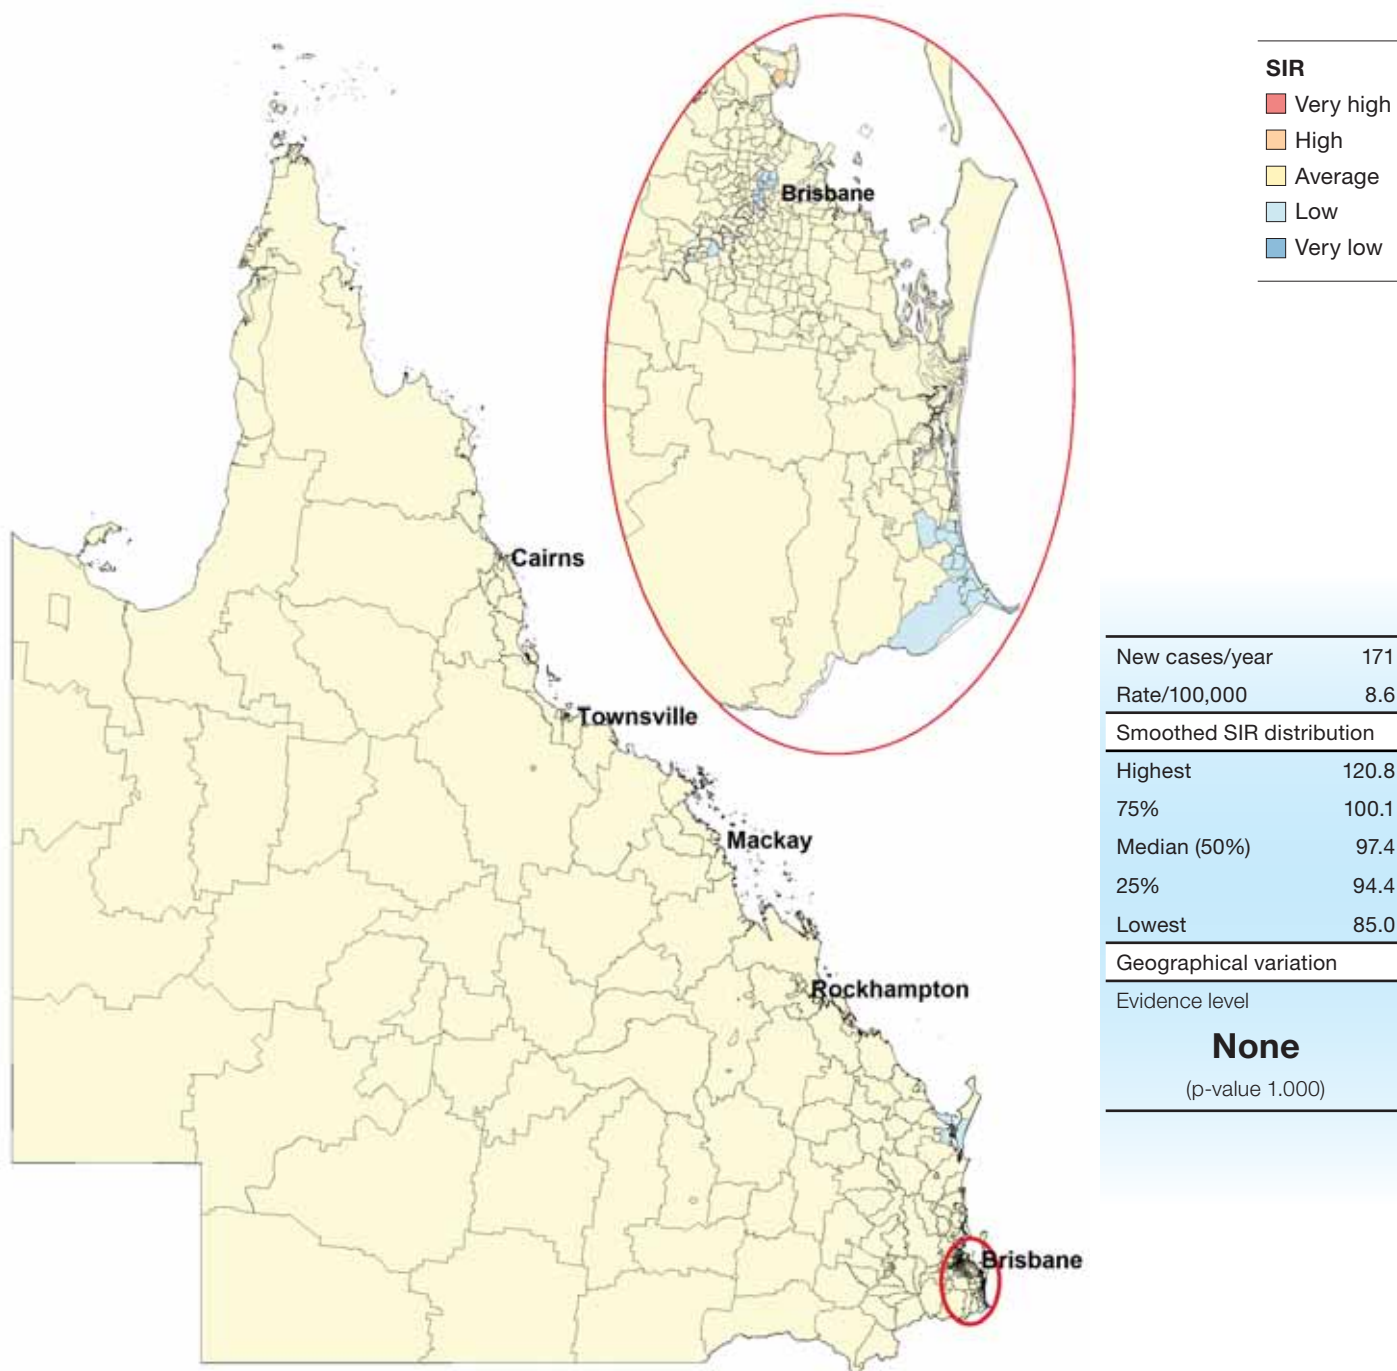 SIR
Very high
High
Average
Low
Very low
Brisbane
Cairns
Townsville
Mackay
Rockhampton
Brisbane
New cases/year 171
Rate/100,000 8.6
Smoothed SIR distribution
Highest 120.8
75% 100.1
Median (50%) 97.4
25% 94.4
Lowest 85.0
Geographical variation
Evidence level
None
(p-value 1.000)